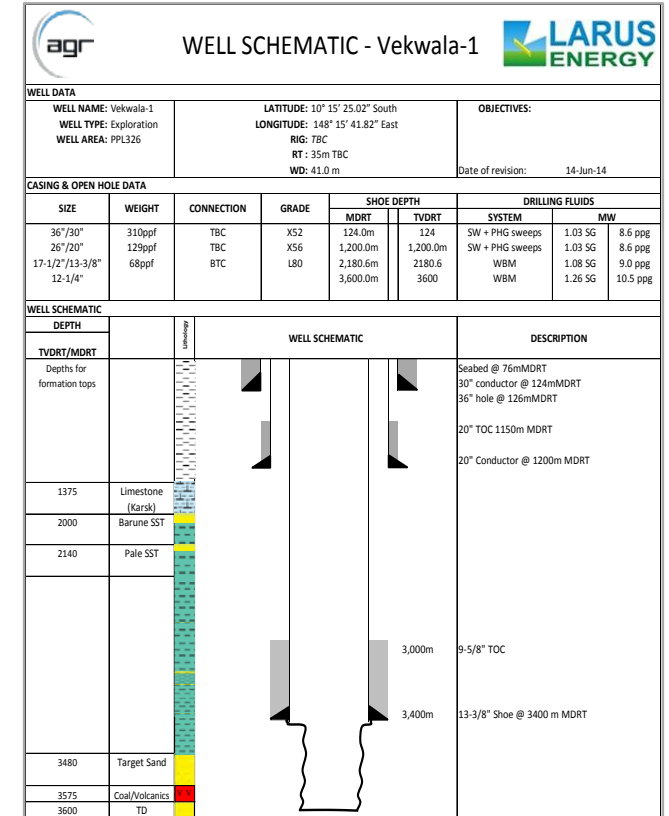 agr
WELL SCHEMATIC - Vekwala-1
LARUS
ENERGY
WELL DATA
WELL NAME: Vekwala-1 LATITUDE: 10° 15' 25.02" South OBJECTIVES:
WELL TYPE: Exploration LONGITUDE: 148° 15' 41.82" East
WELL AREA: PPL326 RIG: TBC
RT : 35m TBC
WD: 41.0 m Date of revision: 14-Jun-14
CASING & OPEN HOLE DATA
SIZE WEIGHT CONNECTION GRADE SHOE DEPTH DRILLING FLUIDS
MDRT TVDRT SYSTEM MW
36"/30" 310ppf TBC X52 124.0m 124 SW + PHG sweeps 1.03 SG 8.6 ppg
26"/20" 129ppf TBC X56 1,200.0m 1,200.0m SW + PHG sweeps 1.03 SG 8.6 ppg
17-1/2"/13-3/8" 68ppf BTC L80 2,180.6m 2180.6 WBM 1.08 SG 9.0 ppg
12-1/4" 3,600.0m 3600 WBM 1.26 SG 10.5 ppg
WELL SCHEMATIC
DEPTH Lithology WELL SCHEMATIC DESCRIPTION
TVDRT/MDRT
Depths for Seabed @ 76mMDRT
formation tops 30" conductor @ 124mMDRT
36" hole @ 126mMDRT
20" TOC 1150m MDRT
20" Conductor @ 1200m MDRT
1375 Limestone
(Karsk)
2000 Barune SST
2140 Pale SST
3,000m 9-5/8" TOC
3,400m 13-3/8" Shoe @ 3400 m MDRT
3480 Target Sand
3575 Coal/Volcanics V V
3600 TD